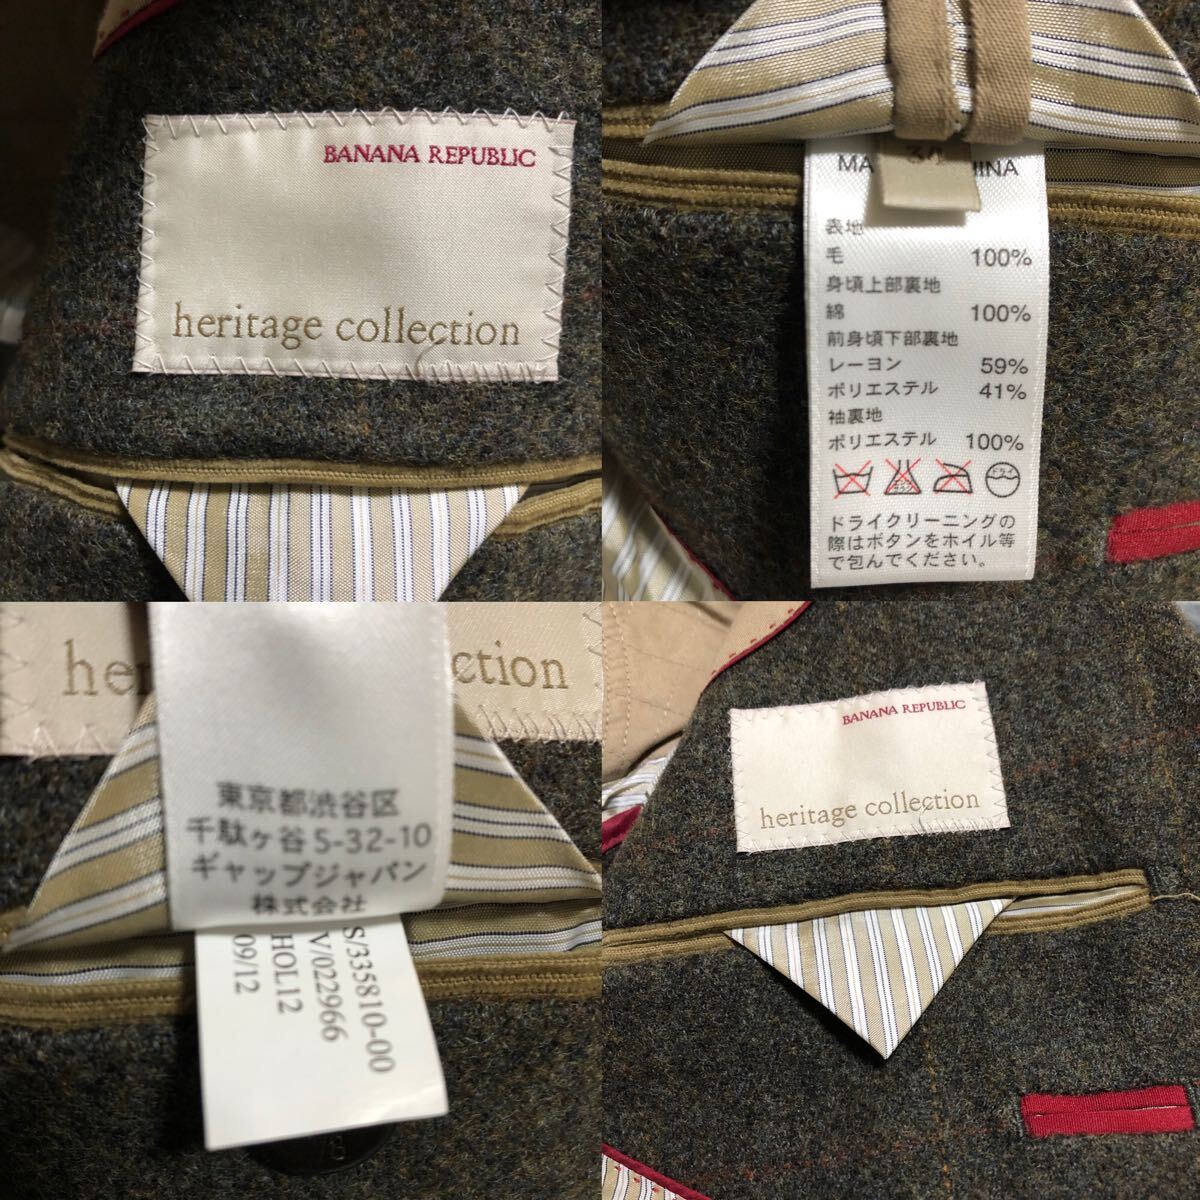 BANANA REPUBLIC
heritage collection
34
表地
毛 100%
身頃上部裏地
綿 100%
前身頃下部裏地
レーヨン 59%
ポリエステル 41%
袖裏地
ポリエステル 100%
ドライ
ドライクリーニングの
際はボタンをホイル等
で包んでください。
ction
東京都渋谷区
千駄ヶ谷5-32-10
ギャップジャパン
株式会社
S/335810-00
V/022966
HOL12
09/12
BANANA REPUBLIC
heritage collection